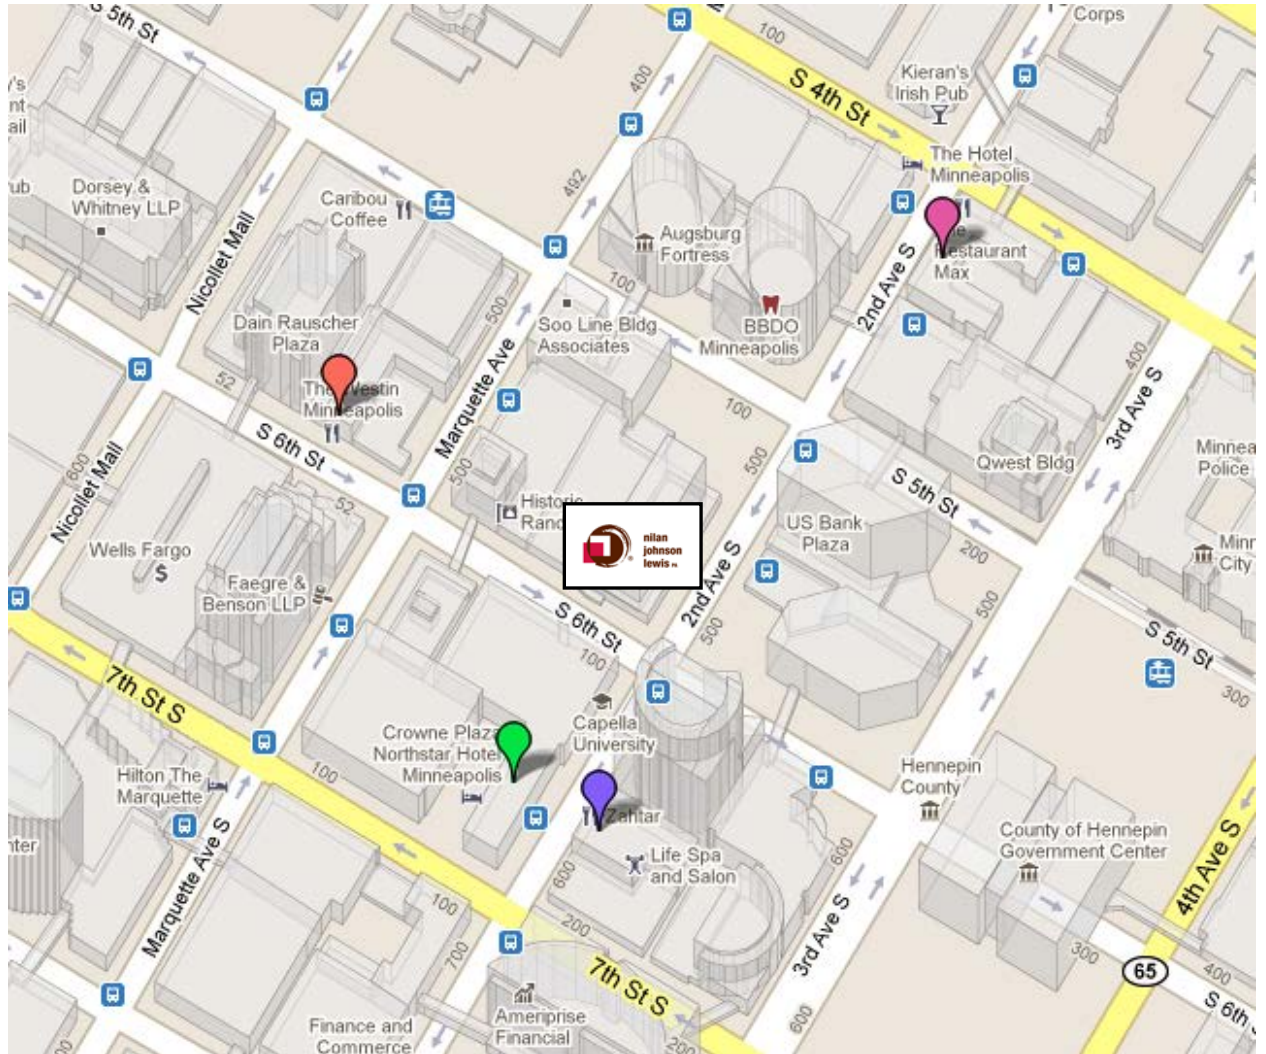 S 5th St
100
Corps
400
Kieran's
Irish Pub
S 4th St
The Hotel
Minneapolis
Dorsey &
Whitney LLP
Caribou
Coffee
492
Augsburg
Fortress
Restaurant
Max
Nicollet Mall
100
2nd Ave S
500
Dain Rauscher
Plaza
Soo Line Bldg
Associates
BBDO
Minneapolis
400
52
The Westin
Minneapolis
Marquette Ave
100
3rd Ave S
S 6th St
500
500
Qwest Bldg
Police
600
Nicollet Mall
52
Historic
S 5th St
US Bank
Plaza
200
nilan
johnson
lewis PA
City
Wells Fargo
$
Faegre &
Benson LLP
2nd Ave S
500
500
S 6th St
100
S 5th St
300
7th St S
Capella
University
Crowne Plaza
Northstar Hotel
Minneapolis
100
Hilton The
Marquette
Hennepin
County
Zahtar
County of Hennepin
Government Center
Life Spa
and Salon
600
600
Marquette Ave S
4th Ave S
100
200
3rd Ave S
700
300
65
400
7th St S
S 6th
Ameriprise
Financial
600
Finance and
Commerce
200